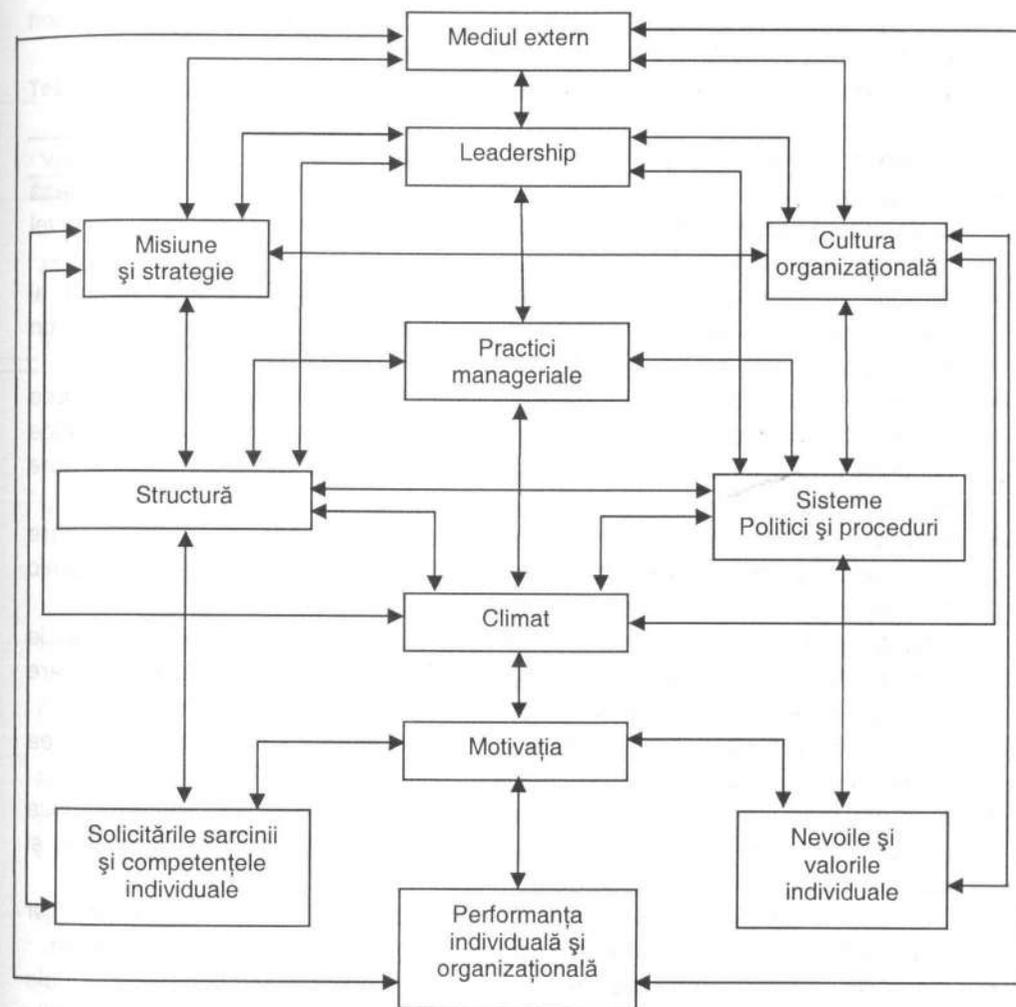 Mediul extern
Leadership
Misiune
şi strategie
Cultura
organizaţională
Practici
manageriale
Structură
Sisteme
Politici şi proceduri
Climat
Motivaţia
Solicitările sarcinii
şi competenţele
individuale
Nevoile şi
valorile
individuale
Performanţa
individuală şi
organizaţională